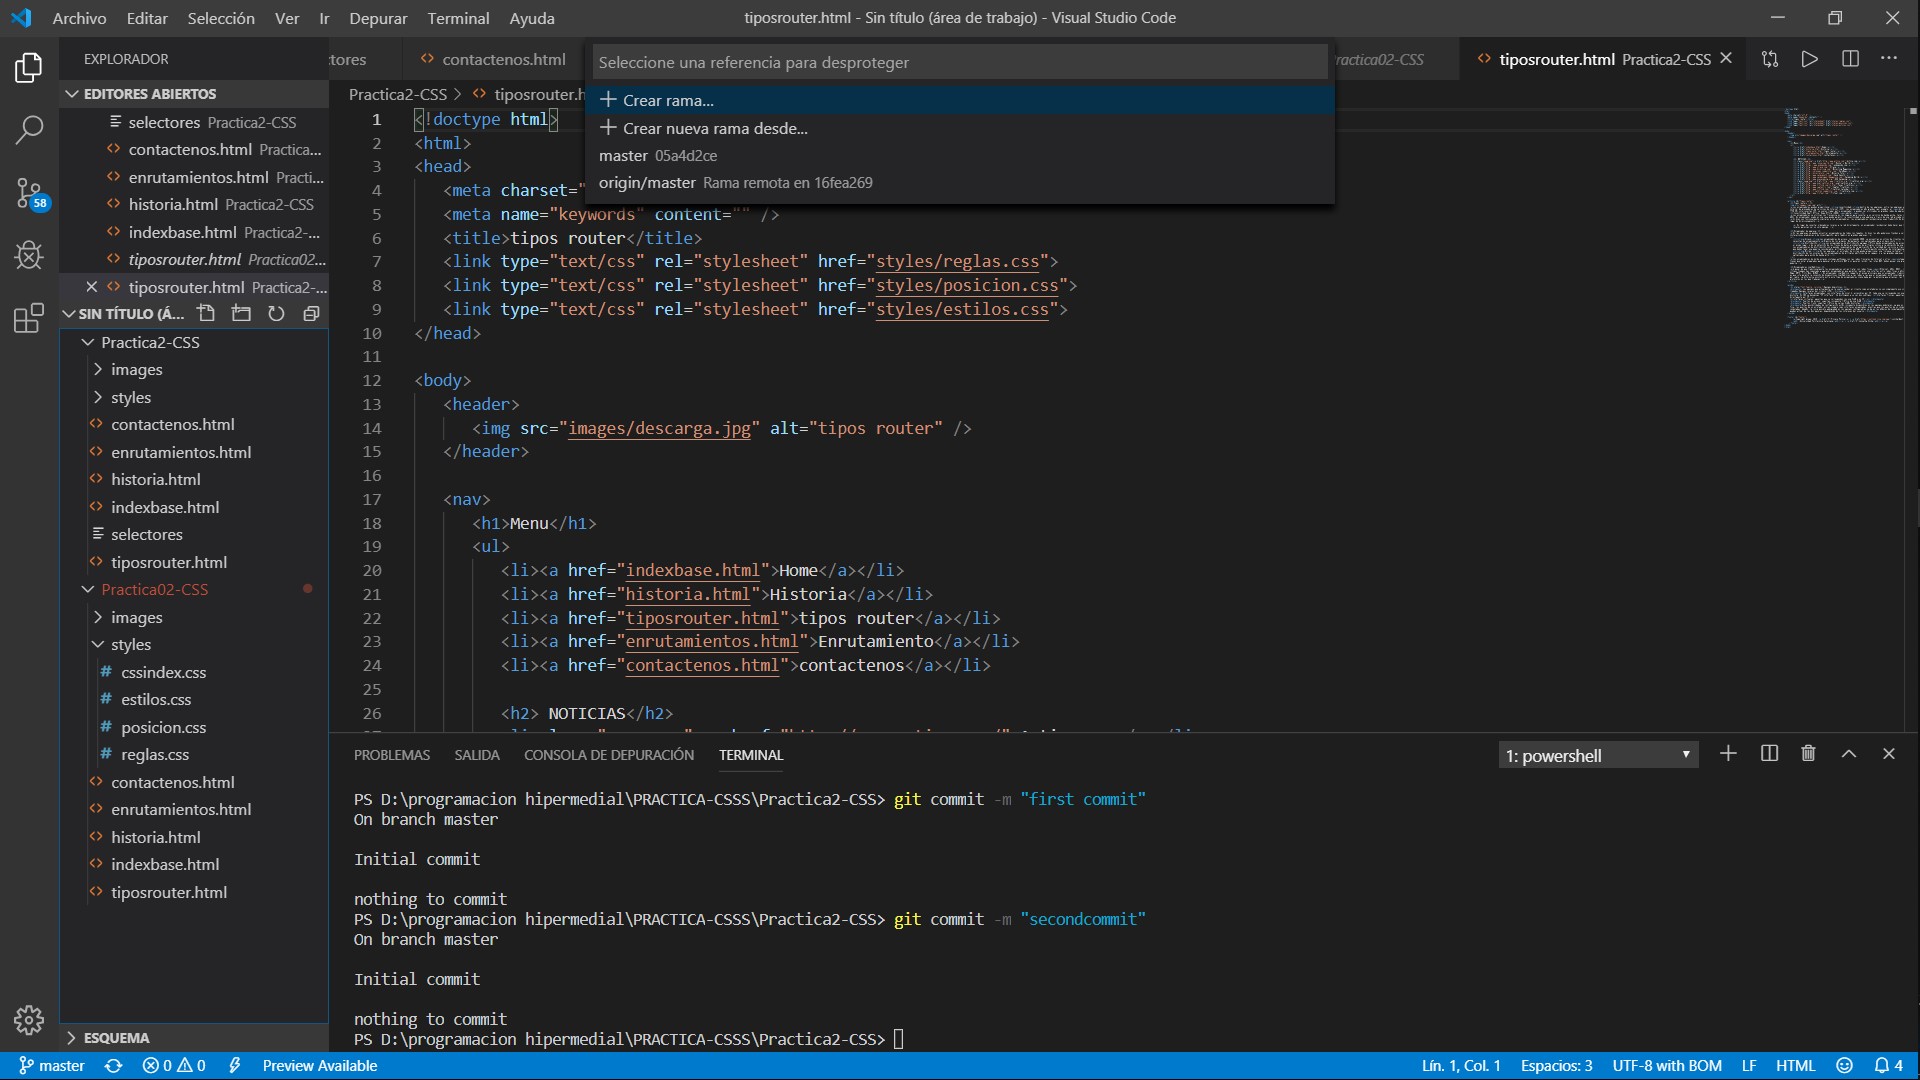 Archivo Editar Selección Ver Ir Depurar Terminal Ayuda
tiposrouter.html - Sin título (área de trabajo) - Visual Studio Code
EXPLORADOR
tores
contactenos.html
Seleccione una referencia para desproteger
ractica02-CSS
tiposrouter.html Practica2-CSS
Crear rama...
Crear nueva rama desde...
master 05a4d2ce
origin/master Rama remota en 16fea269
EDITORES ABIERTOS
selectores Practica2-CSS
contactenos.html Practica...
enrutamientos.html Practi...
historia.html Practica2-CSS
indexbase.html Practica2-...
tiposrouter.html Practica02...
tiposrouter.html Practica2-...
58
SIN TÍTULO (Á...
Practica2-CSS
images
styles
contactenos.html
enrutamientos.html
historia.html
indexbase.html
selectores
tiposrouter.html
Practica02-CSS
images
styles
# cssindex.css
# estilos.css
# posicion.css
# reglas.css
contactenos.html
enrutamientos.html
historia.html
indexbase.html
tiposrouter.html
ESQUEMA
Practica2-CSS > tiposrouter.h
1 <!doctype html>
2 <html>
3 <head>
4 <meta charset="
5 <meta name="keywords" content="" />
6 <title>tipos router</title>
7 <link type="text/css" rel="stylesheet" href="styles/reglas.css">
8 <link type="text/css" rel="stylesheet" href="styles/posicion.css">
9 <link type="text/css" rel="stylesheet" href="styles/estilos.css">
10 </head>
11
12 <body>
13 <header>
14 <img src="images/descarga.jpg" alt="tipos router" />
15 </header>
16
17 <nav>
18 <h1>Menu</h1>
19 <ul>
20 <li><a href="indexbase.html">Home</a></li>
21 <li><a href="historia.html">Historia</a></li>
22 <li><a href="tiposrouter.html">tipos router</a></li>
23 <li><a href="enrutamientos.html">Enrutamiento</a></li>
24 <li><a href="contactenos.html">contactenos</a></li>
25
26 <h2> NOTICIAS</h2>
PROBLEMAS SALIDA CONSOLA DE DEPURACIÓN TERMINAL
1: powershell
PS D:\programacion hipermedial\PRACTICA-CSSS\Practica2-CSS> git commit -m "first commit"
On branch master
Initial commit
nothing to commit
PS D:\programacion hipermedial\PRACTICA-CSSS\Practica2-CSS> git commit -m "secondcommit"
On branch master
Initial commit
nothing to commit
PS D:\programacion hipermedial\PRACTICA-CSSS\Practica2-CSS>
master 0 0 Preview Available
Lín. 1, Col. 1 Espacios: 3 UTF-8 with BOM LF HTML 4